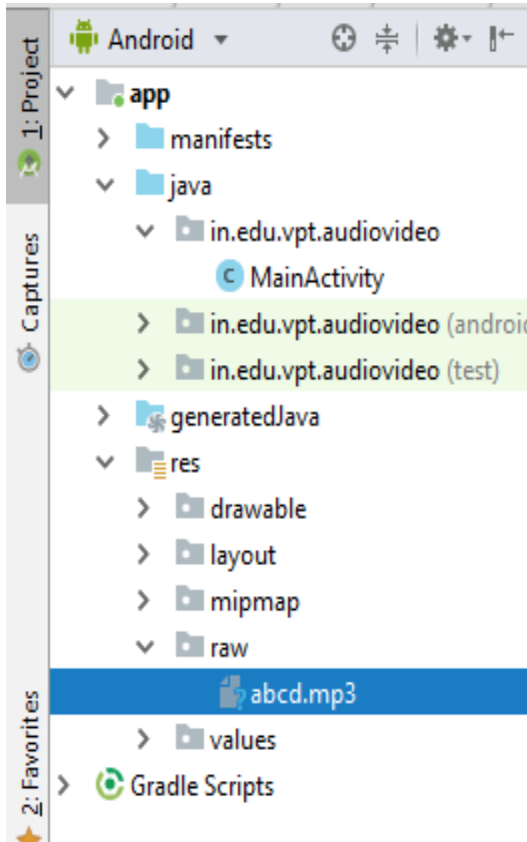 Android
1: Project
Captures
2: Favorites
app
manifests
java
in.edu.vpt.audiovideo
C MainActivity
in.edu.vpt.audiovideo (androic
in.edu.vpt.audiovideo (test)
generatedJava
res
drawable
layout
mipmap
raw
abcd.mp3
values
Gradle Scripts